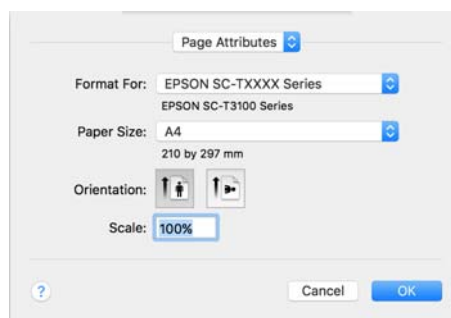 Page Attributes
Format For: EPSON SC-TXXXX Series
EPSON SC-T3100 Series
Paper Size: A4
210 by 297 mm
Orientation:
Scale: 100%
? Cancel OK